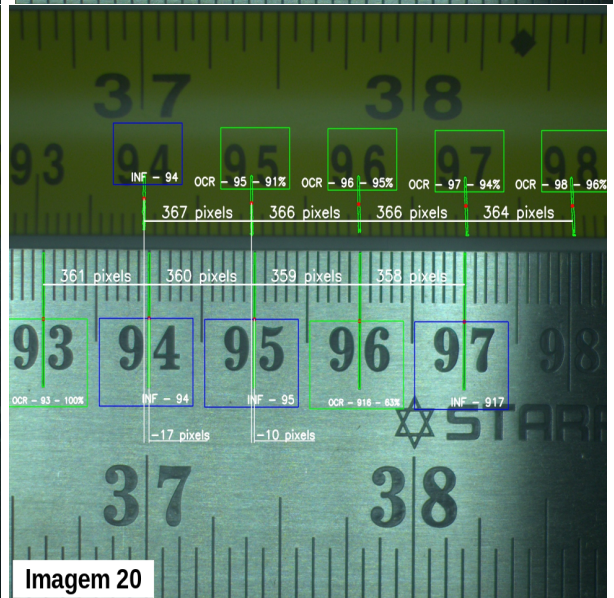 37 38
93 94 95 96 97 98
INF - 94 OCR - 95 - 91% OCR - 96 - 95% OCR - 97 - 94% OCR - 98 - 96%
367 pixels 366 pixels 366 pixels 364 pixels
361 pixels 360 pixels 359 pixels 358 pixels
93 94 95 96 97 98
OCR - 93 - 100% INF - 94 INF - 95 OCR - 916 - 63% INF - 917
STARR
-17 pixels -10 pixels
37 38
Imagem 20